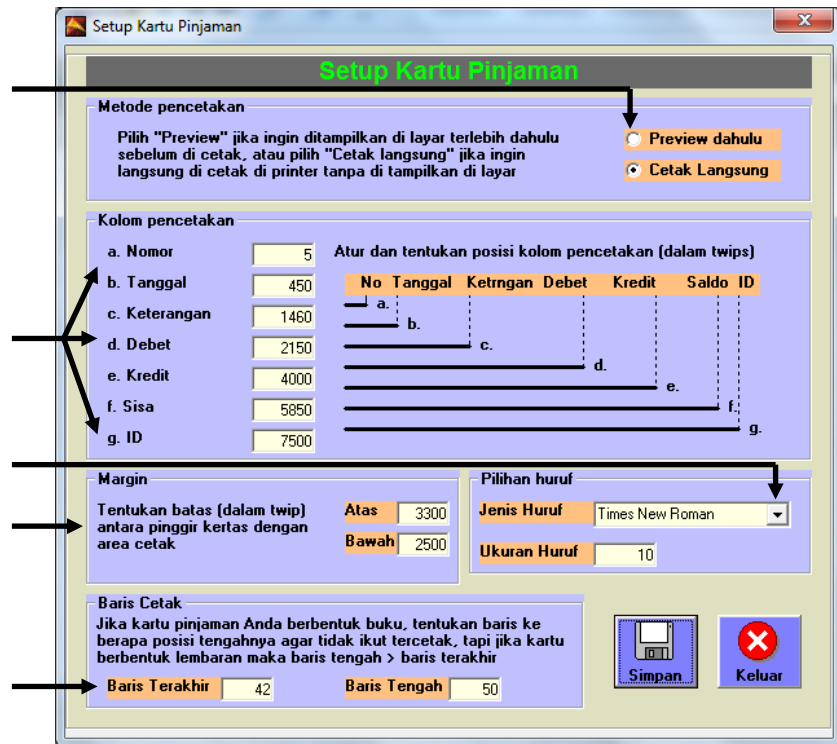 Setup Kartu Pinjaman
Setup Kartu Pinjaman
Metode pencetakan
Pilih "Preview" jika ingin ditampilkan di layar terlebih dahulu
sebelum di cetak, atau pilih "Cetak langsung" jika ingin
langsung di cetak di printer tanpa di tampilkan di layar
Preview dahulu
Cetak Langsung
Kolom pencetakan
a. Nomor 5
b. Tanggal 450
c. Keterangan 1460
d. Debet 2150
e. Kredit 4000
f. Sisa 5850
g. ID 7500
Atur dan tentukan posisi kolom pencetakan (dalam twips)
No Tanggal Ketrngan Debet Kredit Saldo ID
a.
b.
c.
d.
e.
f.
g.
Margin
Tentukan batas (dalam twip)
antara pinggir kertas dengan
area cetak
Atas 3300
Bawah 2500
Pilihan huruf
Jenis Huruf Times New Roman
Ukuran Huruf 10
Baris Cetak
Jika kartu pinjaman Anda berbentuk buku, tentukan baris ke
berapa posisi tengahnya agar tidak ikut tercetak, tapi jika kartu
berbentuk lembaran maka baris tengah > baris terakhir
Baris Terakhir 42 Baris Tengah 50
Simpan
Keluar